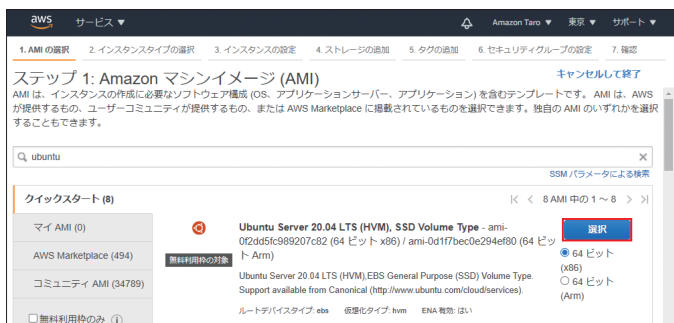 aws サービス ▼ Amazon Taro ▼ 東京 ▼ サポート ▼
1. AMI の選択 2. インスタンスタイプの選択 3. インスタンスの設定 4. ストレージの追加 5. タグの追加 6. セキュリティグループの設定 7. 確認
ステップ 1: Amazon マシンイメージ (AMI) キャンセルして終了
AMI は、インスタンスの作成に必要なソフトウェア構成 (OS、アプリケーションサーバー、アプリケーション) を含むテンプレートです。 AMI は、AWS
が提供するもの、ユーザーコミュニティが提供するもの、または AWS Marketplace に掲載されているものを選択できます。独自の AMI のいずれかを選択
することもできます。
ubuntu
SSM パラメータによる検索
クイックスタート (8) 8 AMI 中の 1 ~ 8
マイ AMI (0)
AWS Marketplace (494)
コミュニティ AMI (34789)
無料利用枠のみ
無料利用枠の対象
Ubuntu Server 20.04 LTS (HVM), SSD Volume Type - ami-
0f2dd5fc989207c82 (64 ビット x86) / ami-0d1f7bec0e294ef80 (64 ビッ
ト Arm)
Ubuntu Server 20.04 LTS (HVM),EBS General Purpose (SSD) Volume Type.
Support available from Canonical (http://www.ubuntu.com/cloud/services).
ルートデバイスタイプ: ebs 仮想化タイプ: hvm ENA 有効: はい
選択
64 ビット
(x86)
64 ビット
(Arm)